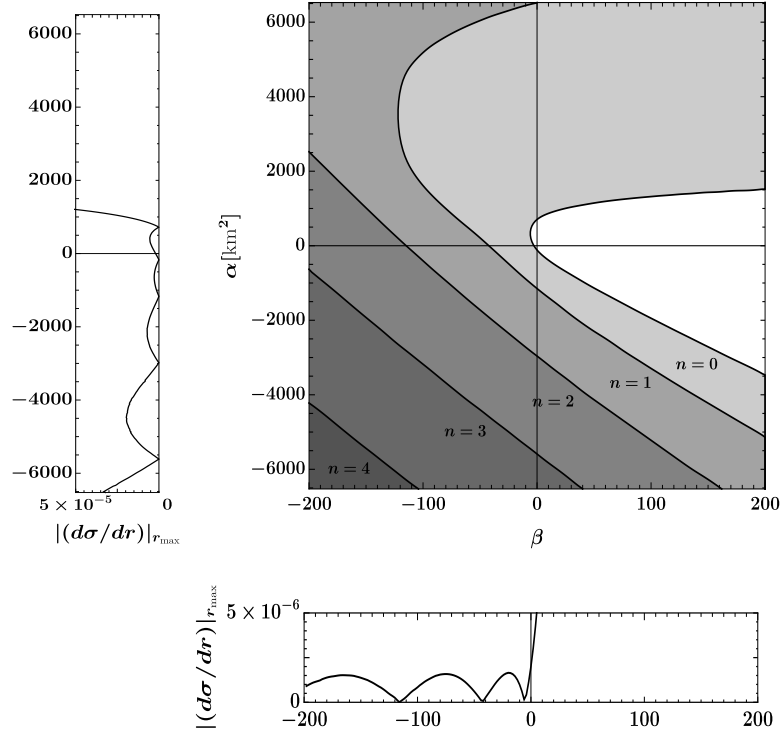 6000
4000
2000
0
−2000
−4000
−6000
5 × 10⁻⁵ 0
|(dσ/dr)|rmax
6000
4000
2000
0
−2000
−4000
−6000
α[km²]
n = 0
n = 1
n = 2
n = 3
n = 4
−200 −100 0 100 200
β
5 × 10⁻⁶
0
|(dσ/dr)|rmax
−200 −100 0 100 200